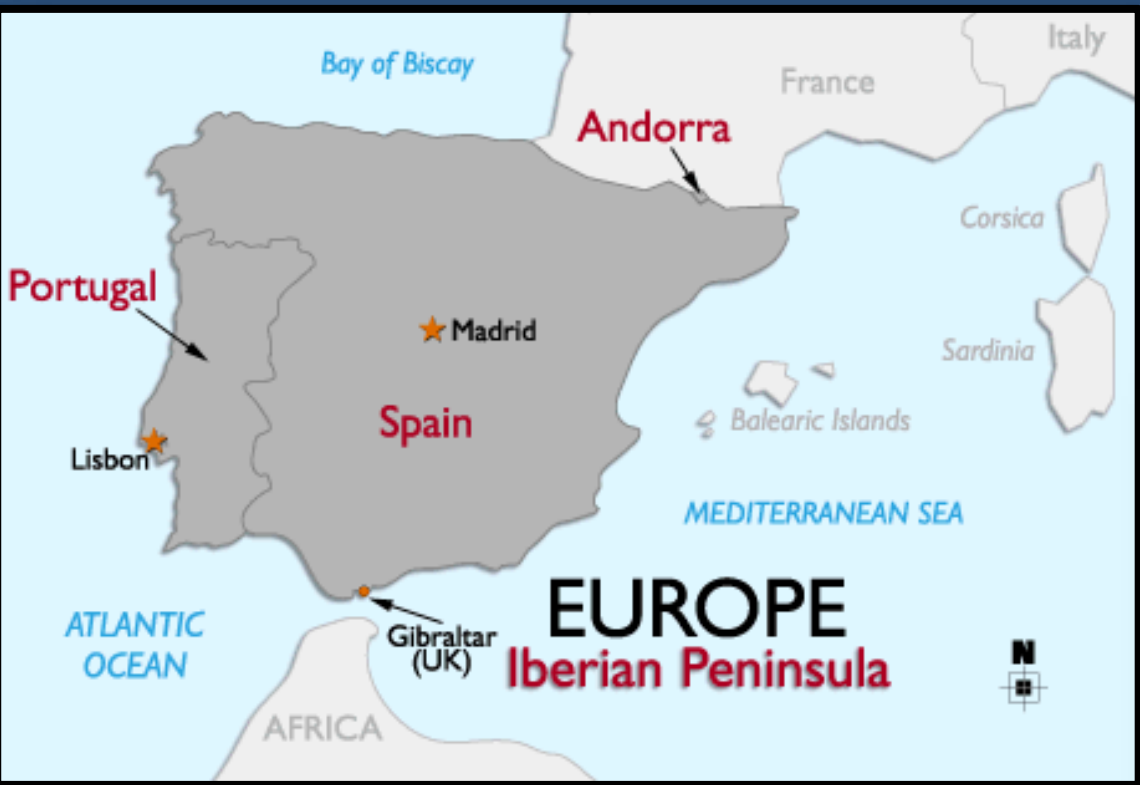 Italy
Bay of Biscay
France
Andorra
Corsica
Portugal
Madrid
Sardinia
Spain
Balearic Islands
Lisbon
MEDITERRANEAN SEA
EUROPE
Iberian Peninsula
ATLANTIC
OCEAN
Gibraltar
(UK)
N
AFRICA